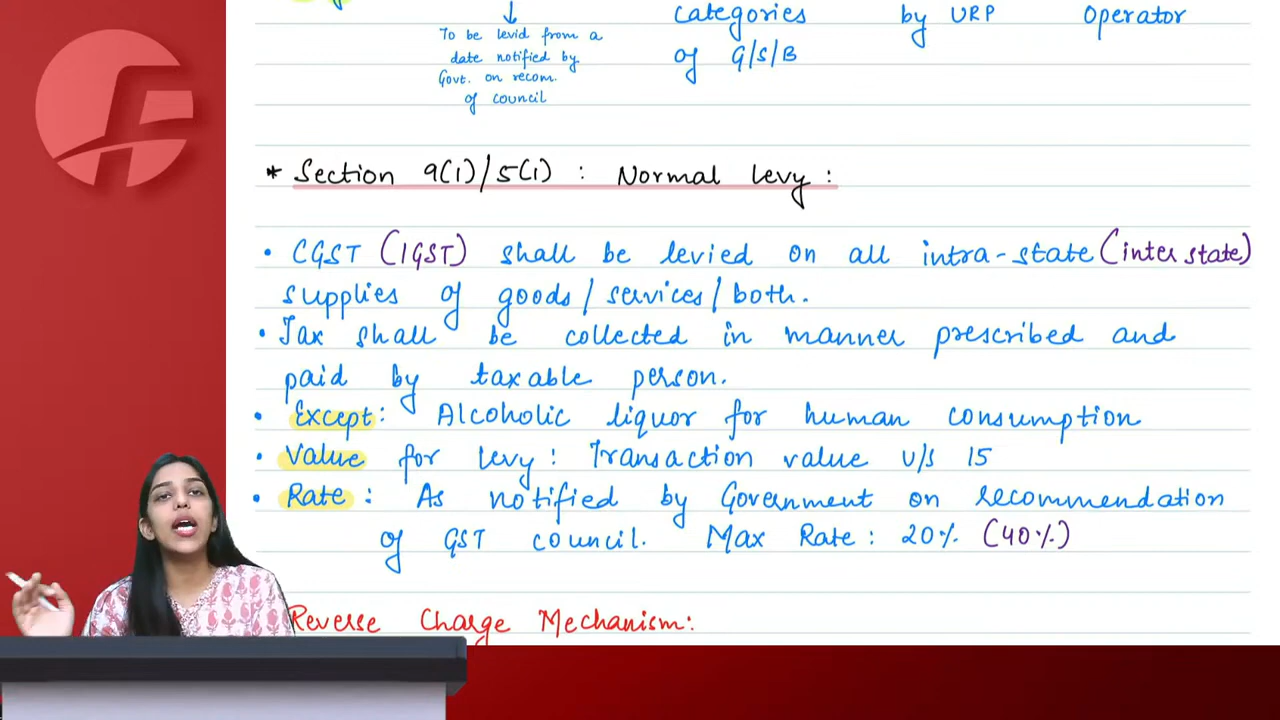 categories by URP Operator
To be levid from a
date notified by
Govt. on recom.
of council
of G/S/B
* Section 9(1)/5(1) : Normal levy :
• CGST (IGST) shall be levied on all intra-state (inter state)
supplies of goods/services/both.
• Tax shall be collected in manner prescribed and
paid by taxable person.
• Except: Alcoholic liquor for human consumption
• Value for levy: Transaction value u/s 15
• Rate : As notified by Government on recommendation
of GST council. Max Rate : 20% (40%)
Reverse Charge Mechanism: